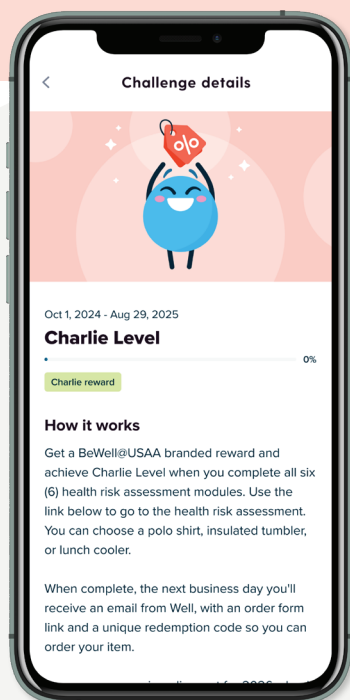 Challenge details
%
Oct 1, 2024 - Aug 29, 2025
Charlie Level
0%
Charlie reward
How it works
Get a BeWell@USAA branded reward and
achieve Charlie Level when you complete all six
(6) health risk assessment modules. Use the
link below to go to the health risk assessment.
You can choose a polo shirt, insulated tumbler,
or lunch cooler.
When complete, the next business day you'll
receive an email from Well, with an order form
link and a unique redemption code so you can
order your item.